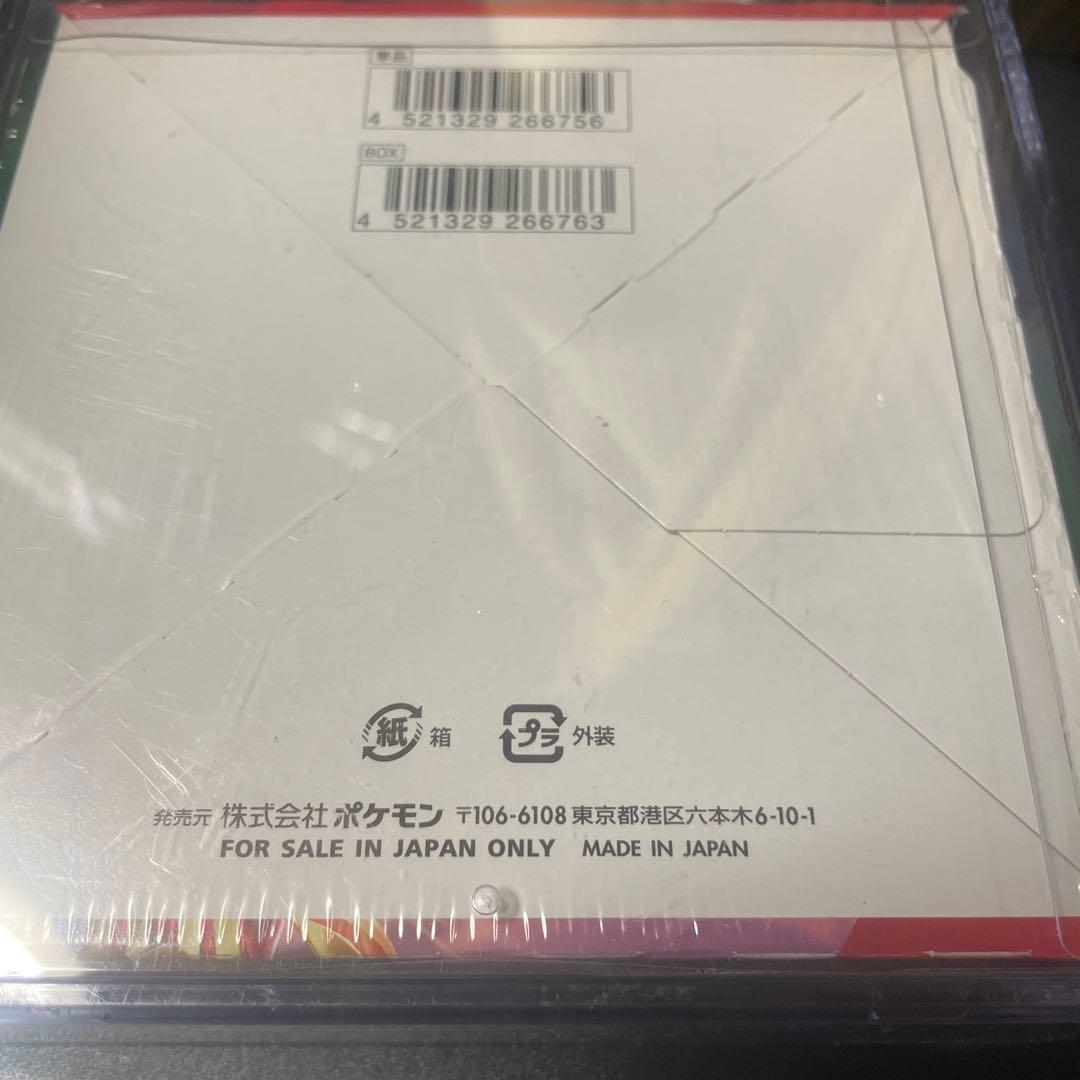 単品
4 521329 266756
BOX
4 521329 266763
紙 箱 プラ 外装
発売元 株式会社 ポケモン 〒106-6108 東京都港区六本木6-10-1
FOR SALE IN JAPAN ONLY MADE IN JAPAN